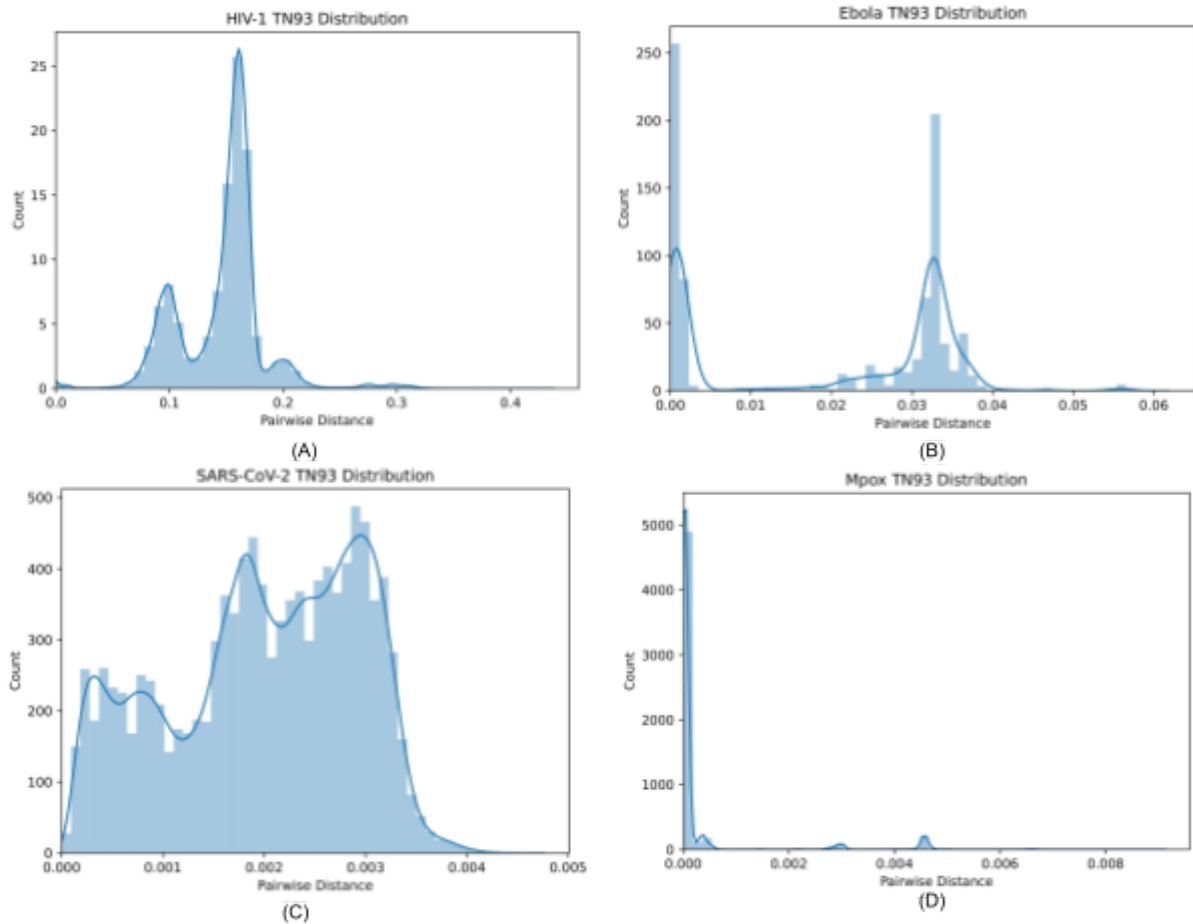 HIV-1 TN93 Distribution
Count
25
20
15
10
5
0
0.0 0.1 0.2 0.3 0.4
Pairwise Distance
(A)
Ebola TN93 Distribution
Count
250
200
150
100
50
0
0.00 0.01 0.02 0.03 0.04 0.05 0.06
Pairwise Distance
(B)
SARS-CoV-2 TN93 Distribution
Count
500
400
300
200
100
0
0.000 0.001 0.002 0.003 0.004 0.005
Pairwise Distance
(C)
Mpox TN93 Distribution
Count
5000
4000
3000
2000
1000
0
0.000 0.002 0.004 0.006 0.008
Pairwise Distance
(D)